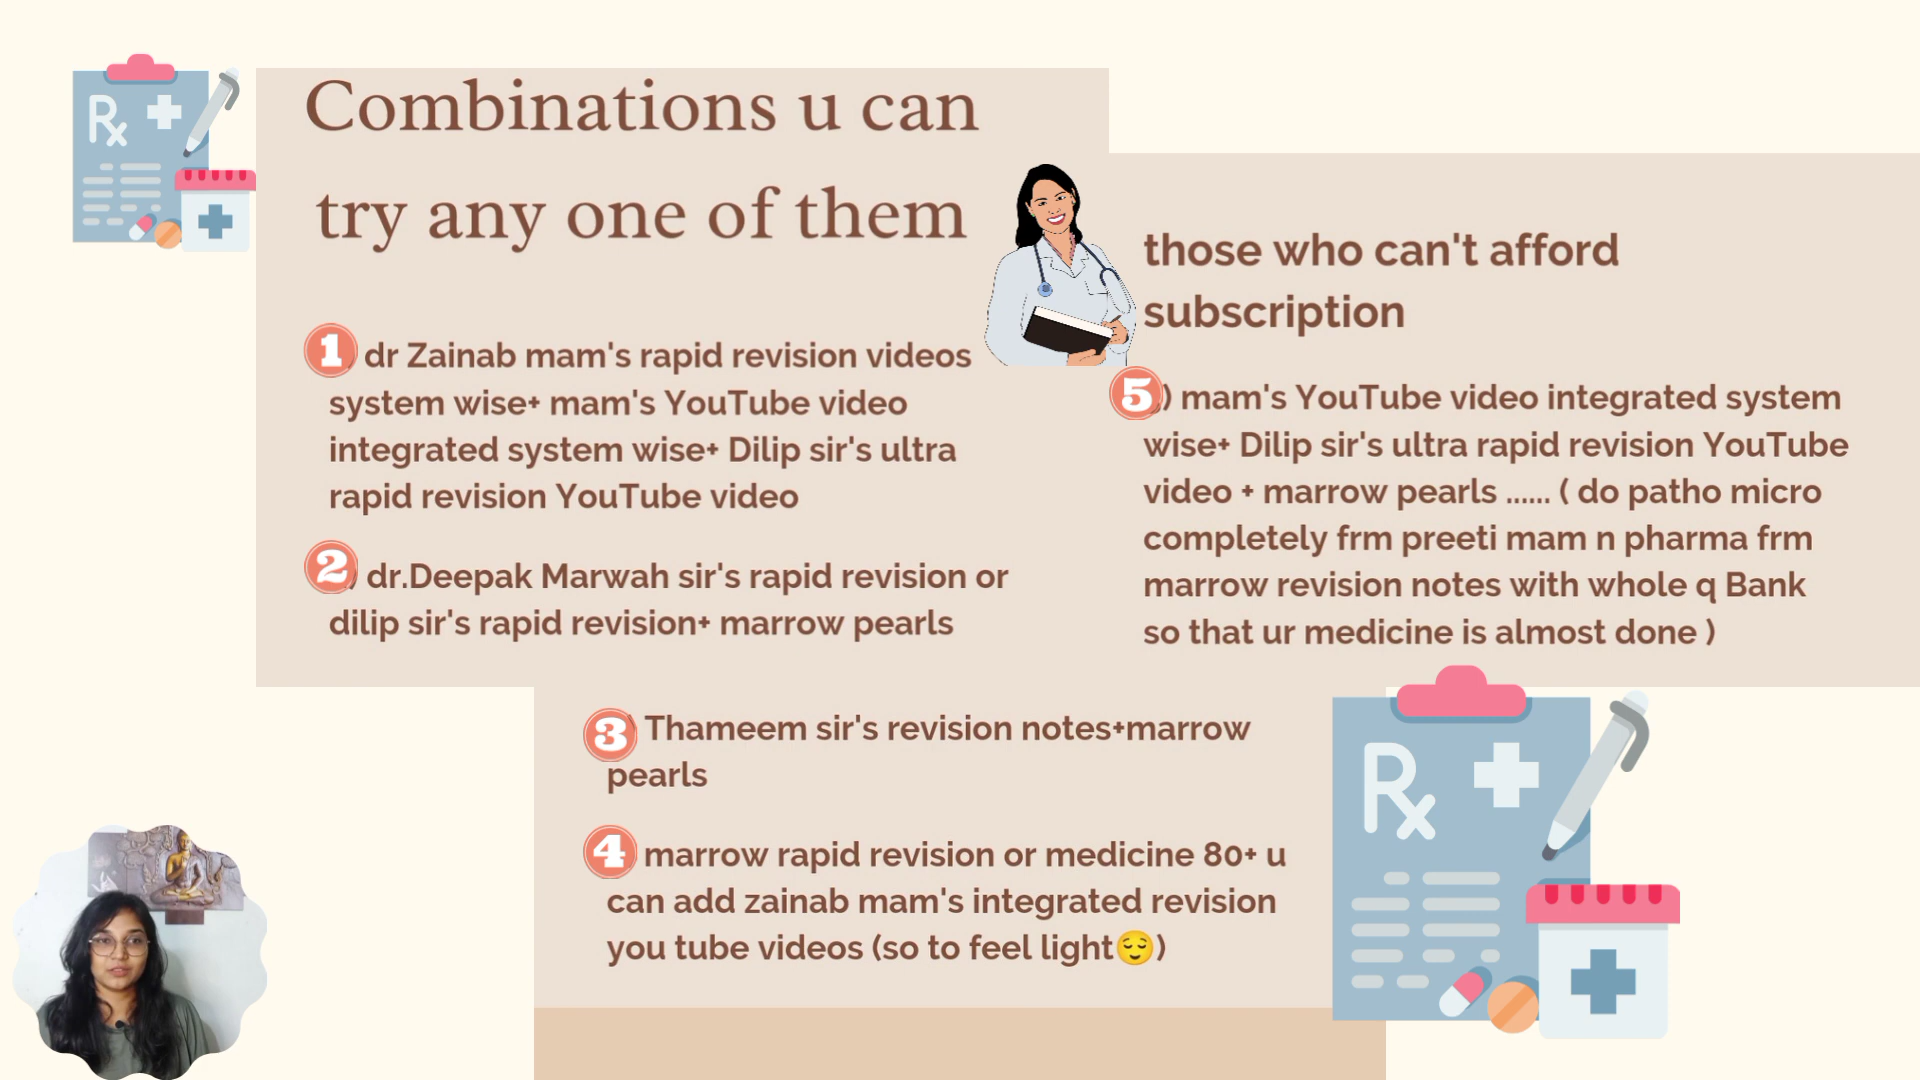 Combinations u can
try any one of them
1 dr Zainab mam's rapid revision videos
system wise+ mam's YouTube video
integrated system wise+ Dilip sir's ultra
rapid revision YouTube video
2 dr.Deepak Marwah sir's rapid revision or
dilip sir's rapid revision+ marrow pearls
3 Thameem sir's revision notes+marrow
pearls
4 marrow rapid revision or medicine 80+ u
can add zainab mam's integrated revision
you tube videos (so to feel light😌)
those who can't afford
subscription
5 ) mam's YouTube video integrated system
wise+ Dilip sir's ultra rapid revision YouTube
video + marrow pearls ...... ( do patho micro
completely frm preeti mam n pharma frm
marrow revision notes with whole q Bank
so that ur medicine is almost done )
Rx
Rx